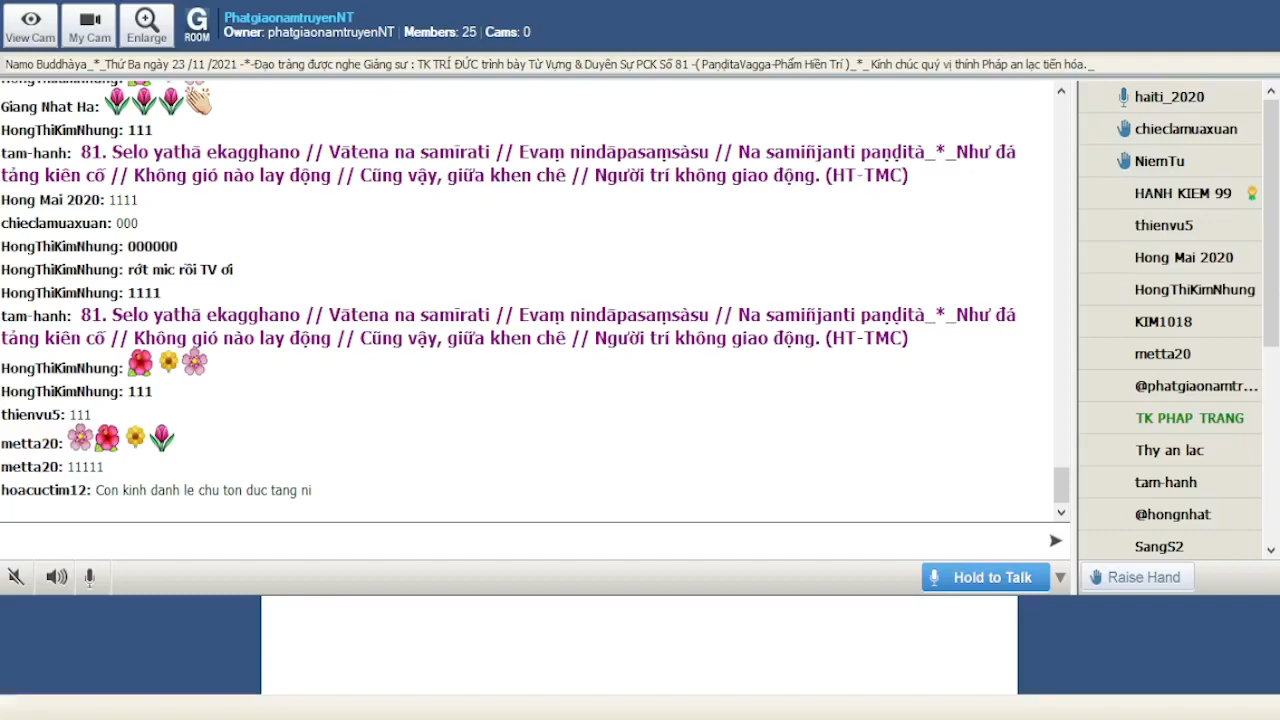 View Cam
My Cam
Enlarge
G
ROOM
PhatgiaonamtruyenNT
Owner: phatgiaonamtruyenNT | Members: 25 | Cams: 0
Namo Buddhàya_*_Thứ Ba ngày 23 /11 /2021 -*-Đạo tràng được nghe Giảng sư : TK TRÍ ĐỨC trình bày Từ Vựng & Duyên Sự PCK Số 81 -( PaṇḍitaVagga-Phẩm Hiền Trí )_*_ Kính chúc quý vị thính Pháp an lạc tiến hóa._
HongThiKimNhung:
Giang Nhat Ha:
HongThiKimNhung: 111
tam-hanh: 81. Selo yathā ekagghano // Vātena na samīrati // Evaṃ nindāpasaṃsàsu // Na samiñjanti paṇḍità_*_Như đá
tảng kiên cố // Không gió nào lay động // Cũng vậy, giữa khen chê // Người trí không giao động. (HT-TMC)
Hong Mai 2020: 1111
chieclamuaxuan: 000
HongThiKimNhung: 000000
HongThiKimNhung: rớt mic rồi TV ơi
HongThiKimNhung: 1111
tam-hanh: 81. Selo yathā ekagghano // Vātena na samīrati // Evaṃ nindāpasaṃsàsu // Na samiñjanti paṇḍità_*_Như đá
tảng kiên cố // Không gió nào lay động // Cũng vậy, giữa khen chê // Người trí không giao động. (HT-TMC)
HongThiKimNhung:
HongThiKimNhung: 111
thienvu5: 111
metta20:
metta20: 11111
hoacuctim12: Con kinh danh le chu ton duc tang ni
haiti_2020
chieclamuaxuan
NiemTu
HANH KIEM 99
thienvu5
Hong Mai 2020
HongThiKimNhung
KIM1018
metta20
@phatgiaonamtr...
TK PHAP TRANG
Thy an lac
tam-hanh
@hongnhat
SangS2
Hold to Talk
Raise Hand